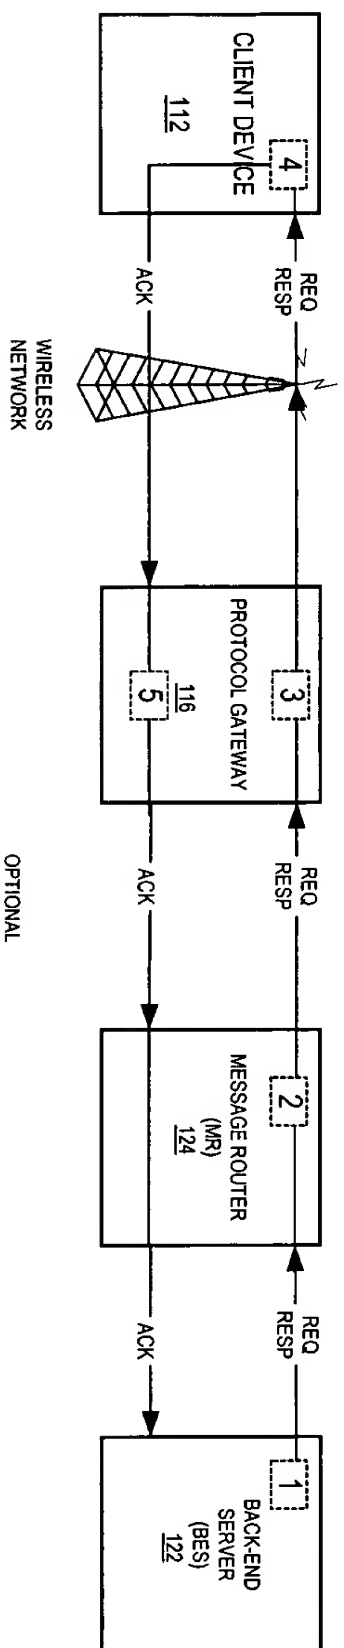 CLIENT DEVICE
112
4
REQ
RESP
ACK
WIRELESS
NETWORK
PROTOCOL GATEWAY
116
3
5
REQ
RESP
ACK
OPTIONAL
MESSAGE ROUTER
(MR)
124
2
REQ
RESP
ACK
BACK-END
SERVER
(BES)
122
1